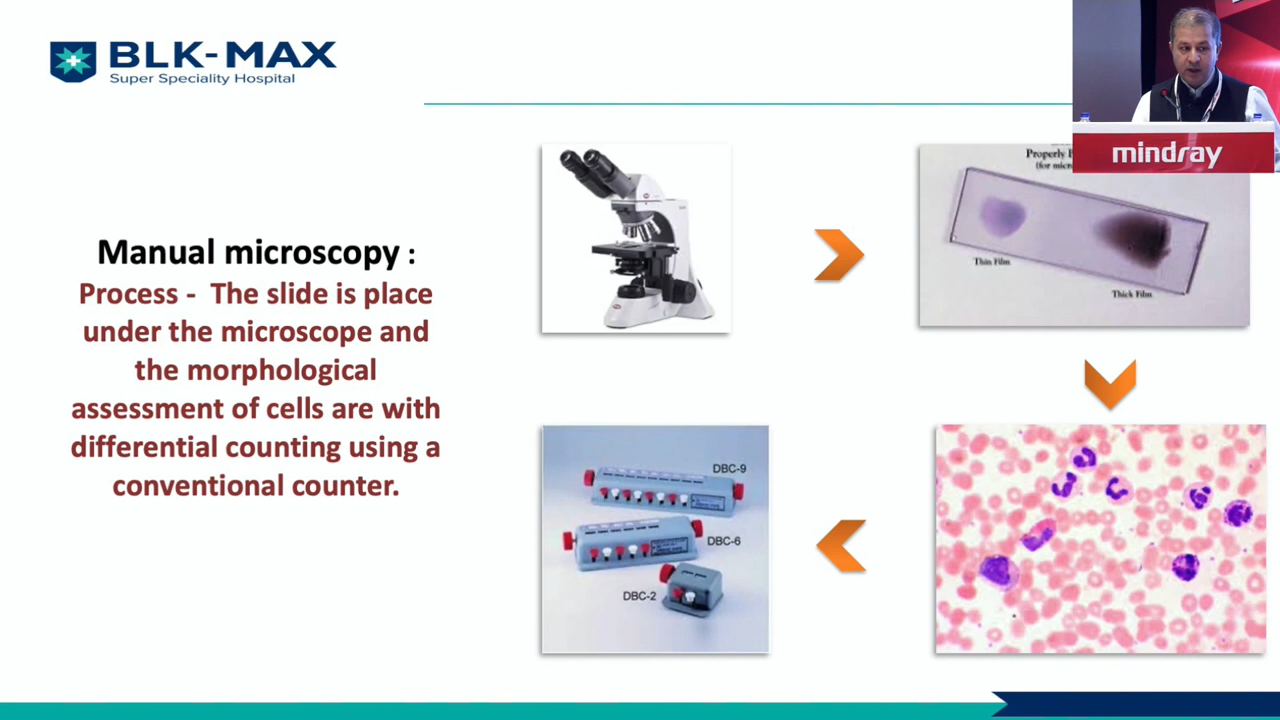 BLK-MAX
Super Speciality Hospital
mindray
Manual microscopy :
Process - The slide is place
under the microscope and
the morphological
assessment of cells are with
differential counting using a
conventional counter.
Properly
(for
Thin Film
Thick Film
DBC-9
DBC-6
DBC-2